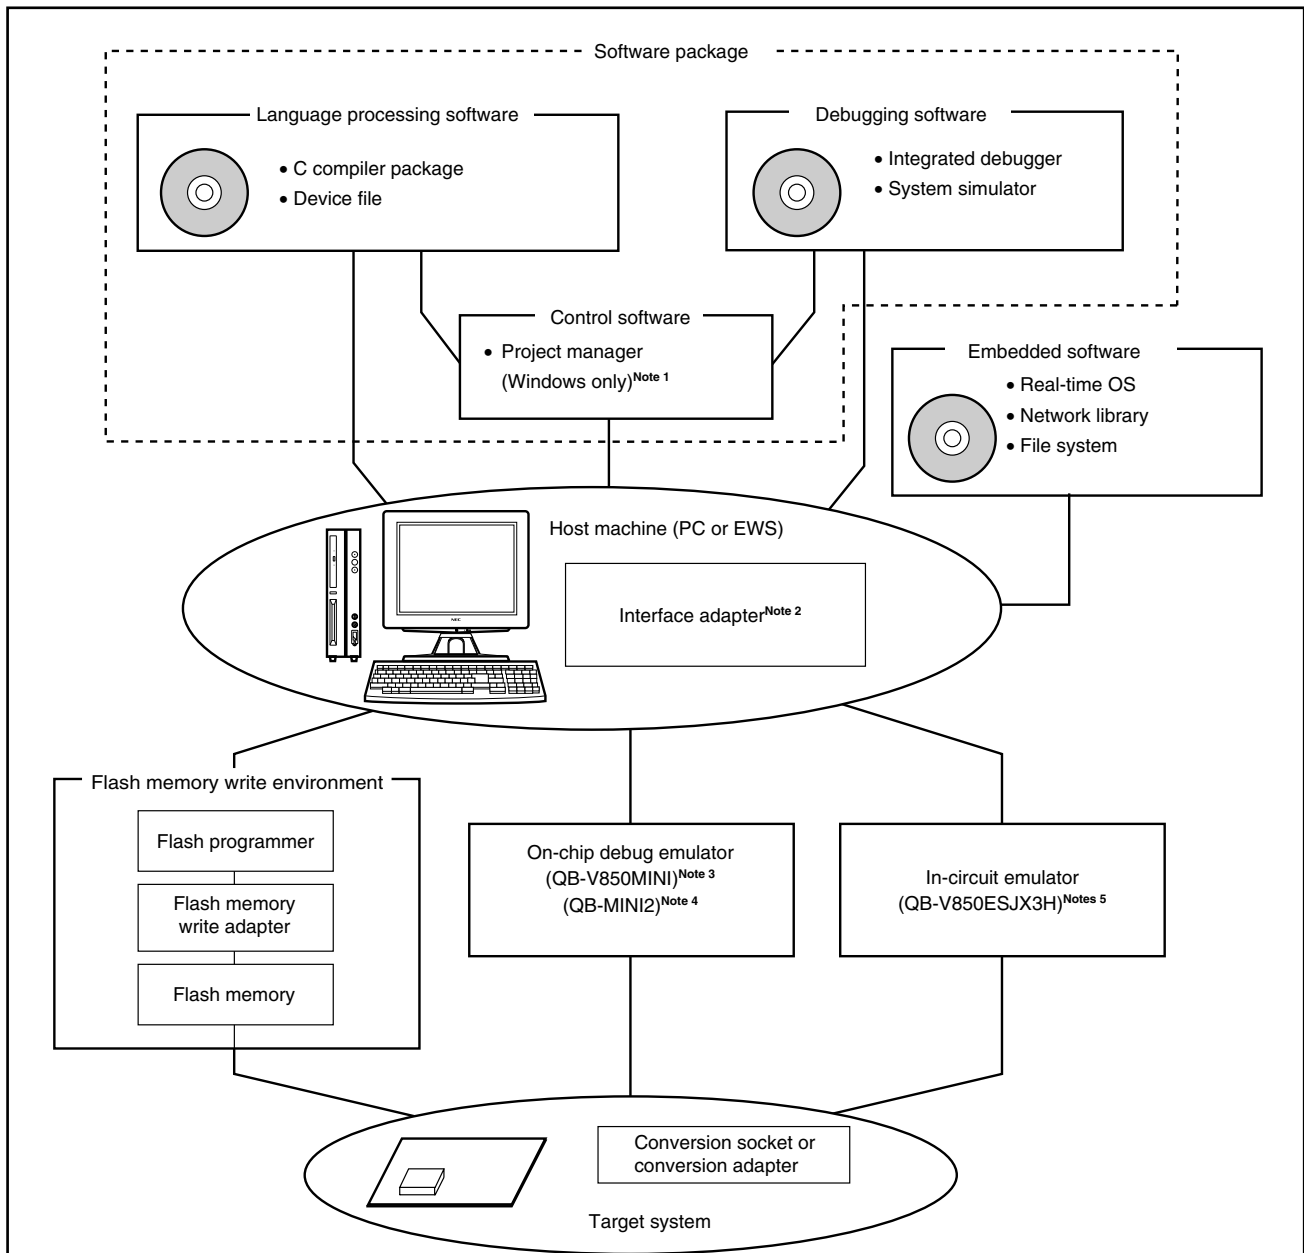 Software package
Language processing software
• C compiler package
• Device file
Debugging software
• Integrated debugger
• System simulator
Control software
• Project manager
(Windows only)Note 1
Embedded software
• Real-time OS
• Network library
• File system
Host machine (PC or EWS)
NEC
Interface adapterNote 2
Flash memory write environment
Flash programmer
Flash memory
write adapter
Flash memory
On-chip debug emulator
(QB-V850MINI)Note 3
(QB-MINI2)Note 4
In-circuit emulator
(QB-V850ESJX3H)Notes 5
Conversion socket or
conversion adapter
Target system